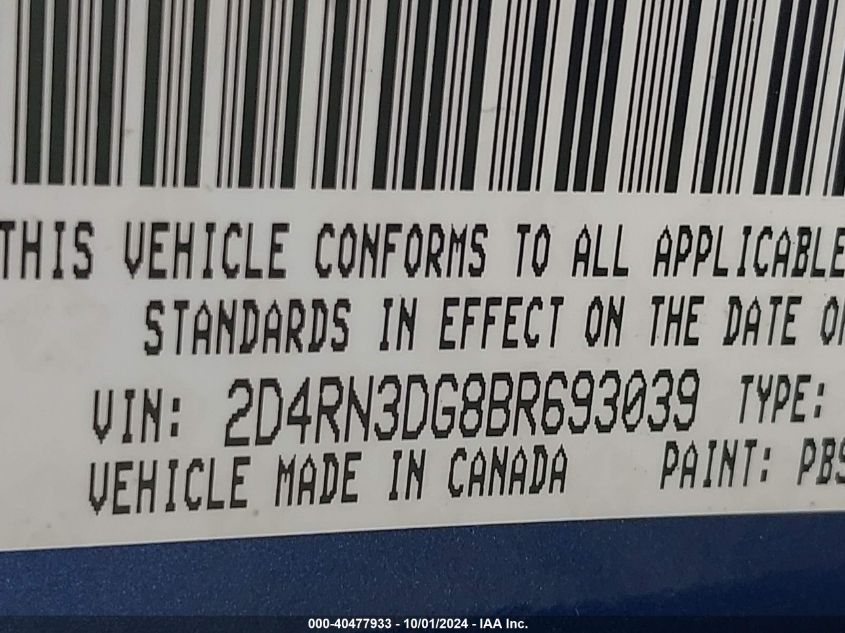 THIS VEHICLE CONFORMS TO ALL APPLICABLE
STANDARDS IN EFFECT ON THE DATE
VIN: 2D4RN3DG8BR693039 TYPE:
VEHICLE MADE IN CANADA PAINT: PBS
000-40477933 - 10/01/2024 - IAA Inc.